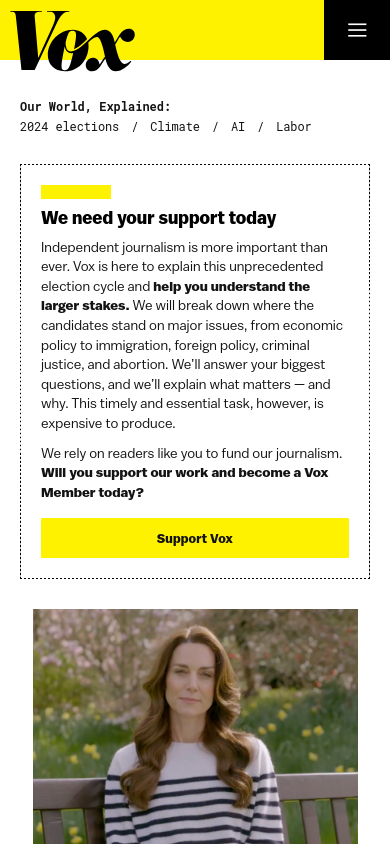 Vox
Our World, Explained:
2024 elections / Climate / AI / Labor
We need your support today
Independent journalism is more important than
ever. Vox is here to explain this unprecedented
election cycle and help you understand the
larger stakes. We will break down where the
candidates stand on major issues, from economic
policy to immigration, foreign policy, criminal
justice, and abortion. We’ll answer your biggest
questions, and we’ll explain what matters — and
why. This timely and essential task, however, is
expensive to produce.
We rely on readers like you to fund our journalism.
Will you support our work and become a Vox
Member today?
Support Vox